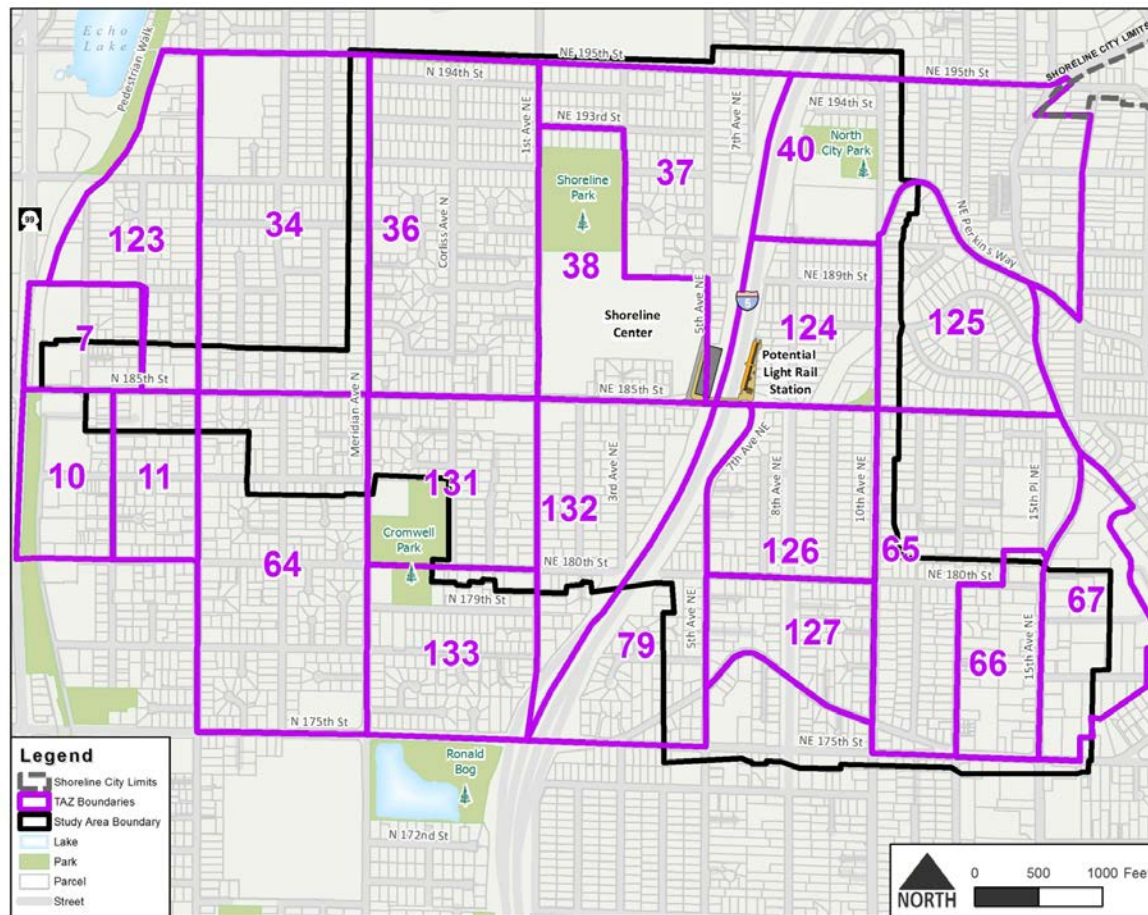 Echo
Lake
Pedestrian Walk
NE 195th St
N 194th St
NE 195th St
SHORELINE CITY LIMITS
1st Ave NE
NE 193rd St
7th Ave NE
NE 194th St
40
North
City Park
37
Shoreline
Park
99
123
34
36
Corliss Ave N
NE Perkin's Way
38
NE 189th St
5th Ave NE
5
7
Shoreline
Center
124
125
Potential
Light Rail
Station
N 185th St
NE 185th St
Meridian Ave N
7th Ave NE
10
11
131
132
3rd Ave NE
8th Ave NE
10th Ave NE
15th Pl NE
Cromwell
Park
64
126
65
NE 180th St
NE 180th St
N 179th St
67
133
79
5th Ave NE
127
66
15th Ave NE
N 175th St
NE 175th St
Ronald
Bog
N 172nd St
Legend
Shoreline City Limits
TAZ Boundaries
Study Area Boundary
Lake
Park
Parcel
Street
NORTH
0 500 1000 Fee